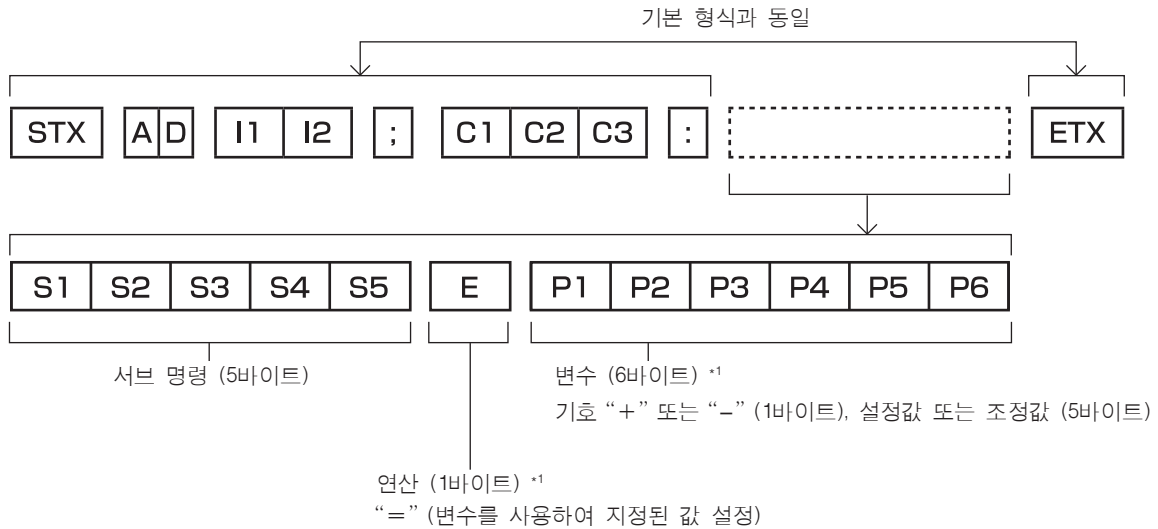 기본 형식과 동일
STX A D I1 I2 ; C1 C2 C3 : ETX
S1 S2 S3 S4 S5 E P1 P2 P3 P4 P5 P6
서브 명령 (5바이트)
변수 (6바이트) *1
기호 “+” 또는 “–” (1바이트), 설정값 또는 조정값 (5바이트)
연산 (1바이트) *1
“=” (변수를 사용하여 지정된 값 설정)